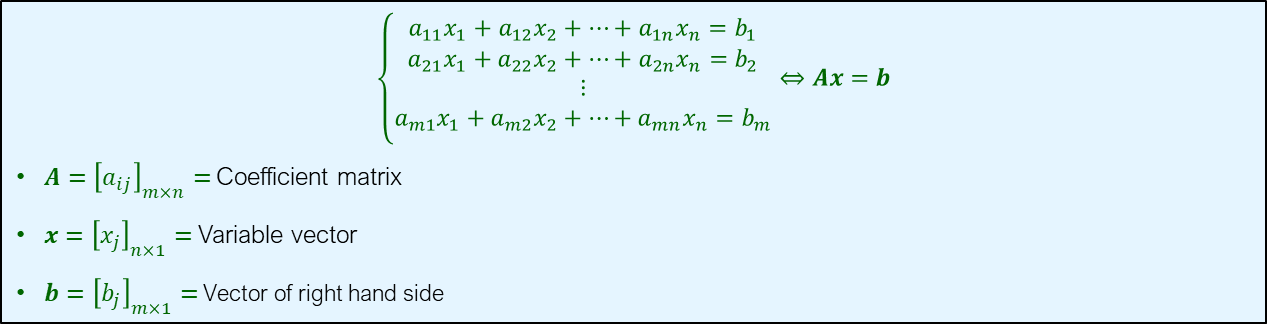 a₁₁x₁ + a₁₂x₂ + ⋯ + a₁ₙxₙ = b₁
a₂₁x₁ + a₂₂x₂ + ⋯ + a₂ₙxₙ = b₂
⋮
aₘ₁x₁ + aₘ₂x₂ + ⋯ + aₘₙxₙ = bₘ
⇔ Ax = b
• A = [aᵢⱼ]ₘ×ₙ = Coefficient matrix
• x = [xⱼ]ₙ×₁ = Variable vector
• b = [bⱼ]ₘ×₁ = Vector of right hand side